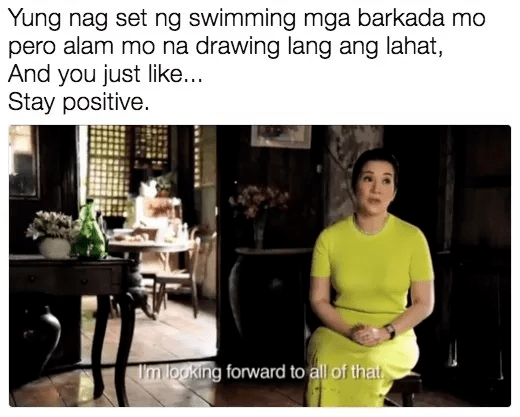 Yung nag set ng swimming mga barkada mo
pero alam mo na drawing lang ang lahat,
And you just like...
Stay positive.
I'm looking forward to all of that.